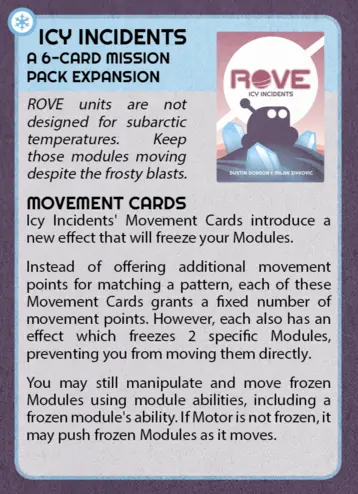 ICY INCIDENTS
A 6-CARD MISSION
PACK EXPANSION
ROVE units are not
designed for subarctic
temperatures. Keep
those modules moving
despite the frosty blasts.
ROVE
ICY INCIDENTS
DUSTIN DOBSON & MILAN ZIVKOVIC
MOVEMENT CARDS
Icy Incidents' Movement Cards introduce a
new effect that will freeze your Modules.
Instead of offering additional movement
points for matching a pattern, each of these
Movement Cards grants a fixed number of
movement points. However, each also has an
effect which freezes 2 specific Modules,
preventing you from moving them directly.
You may still manipulate and move frozen
Modules using module abilities, including a
frozen module's ability. If Motor is not frozen, it
may push frozen Modules as it moves.